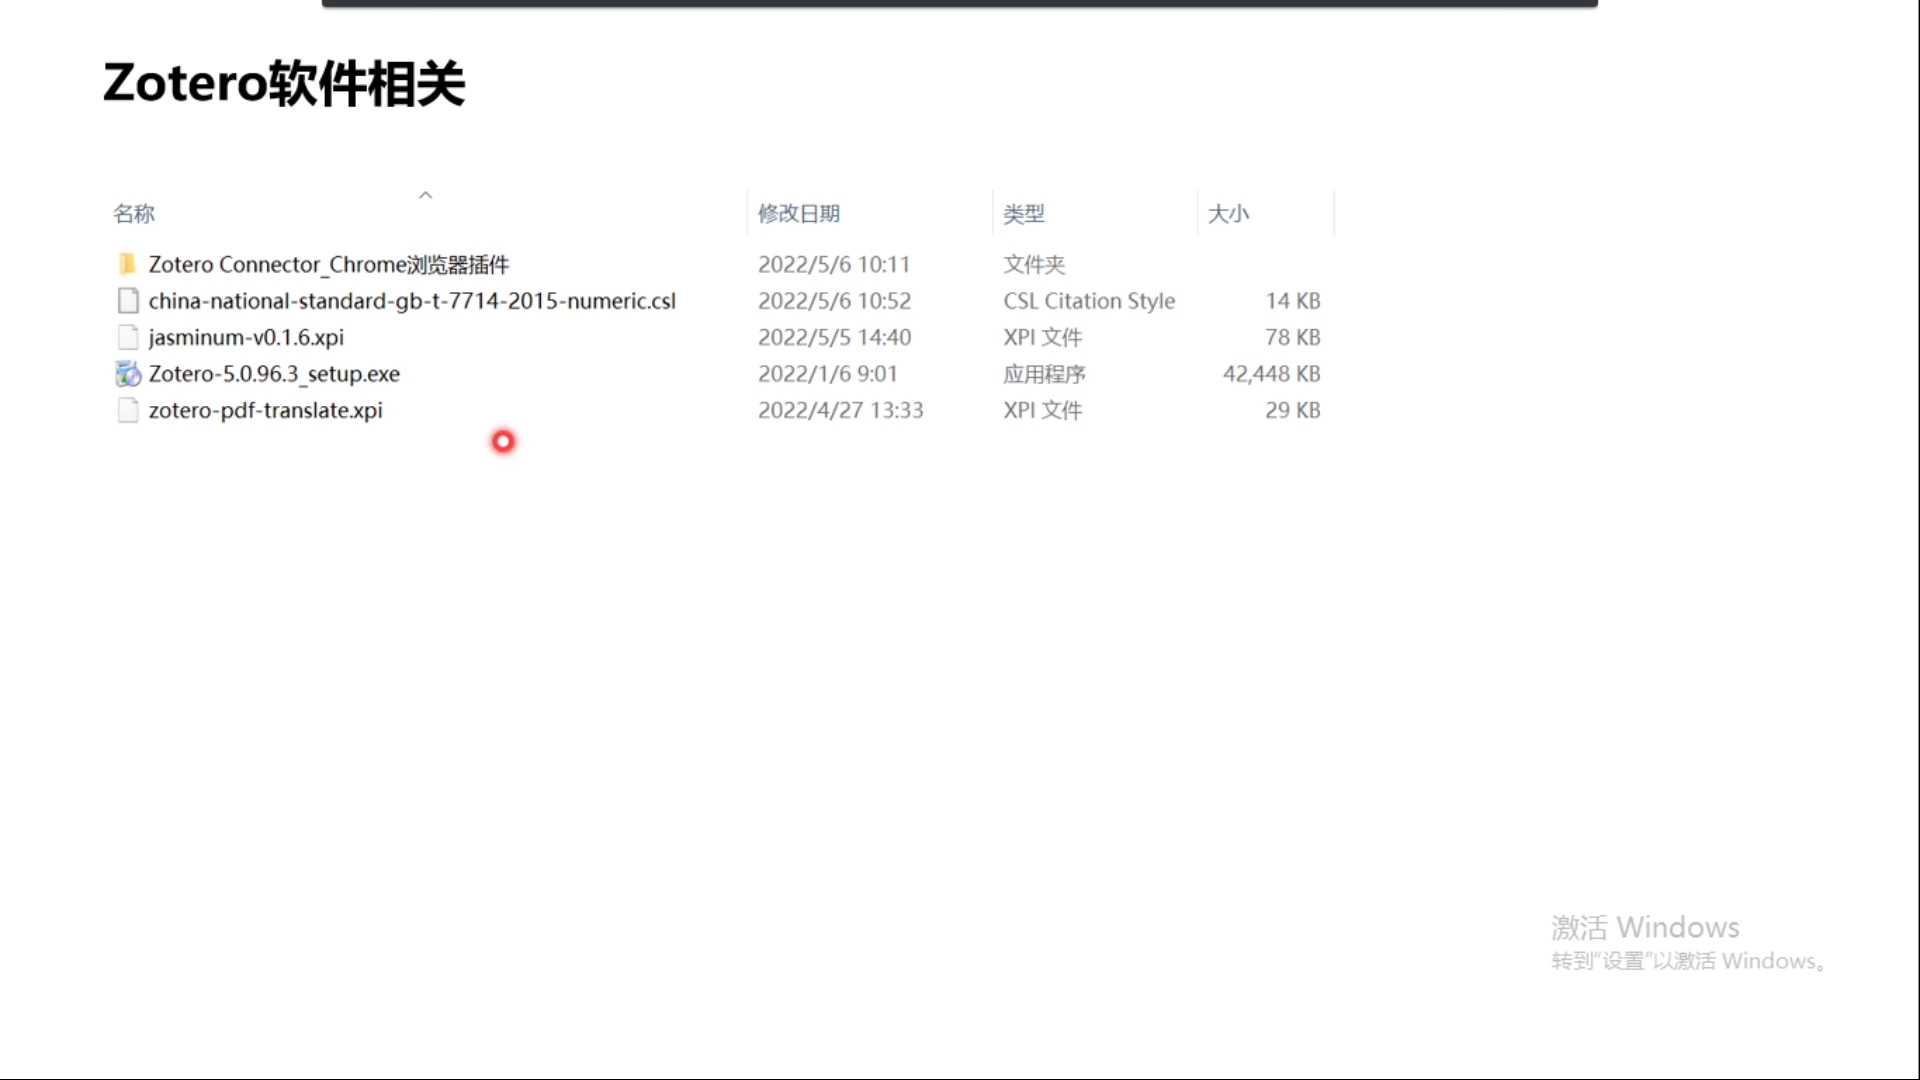 Zotero软件相关
名称 修改日期 类型 大小
Zotero Connector_Chrome浏览器插件 2022/5/6 10:11 文件夹
china-national-standard-gb-t-7714-2015-numeric.csl 2022/5/6 10:52 CSL Citation Style 14 KB
jasminum-v0.1.6.xpi 2022/5/5 14:40 XPI 文件 78 KB
Zotero-5.0.96.3_setup.exe 2022/1/6 9:01 应用程序 42,448 KB
zotero-pdf-translate.xpi 2022/4/27 13:33 XPI 文件 29 KB
激活 Windows
转到“设置”以激活 Windows。